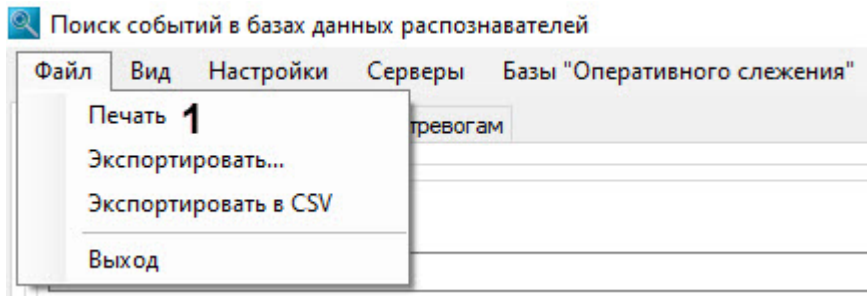 Поиск событий в базах данных распознавателей
Файл Вид Настройки Серверы Базы "Оперативного слежения"
Печать 1
тревогам
Экспортировать...
Экспортировать в CSV
Выход